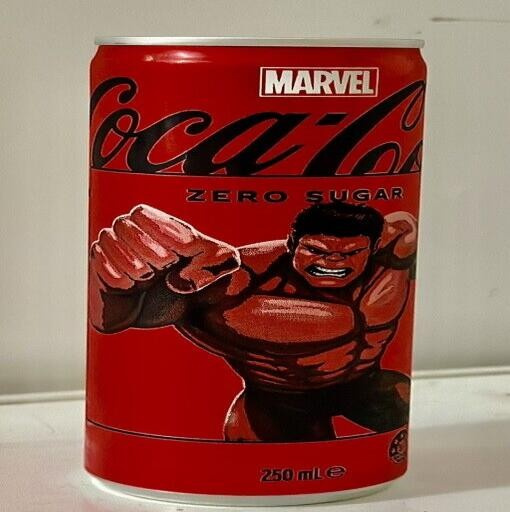 MARVEL
Coca-Co
ZERO SUGAR
250 mL ℮